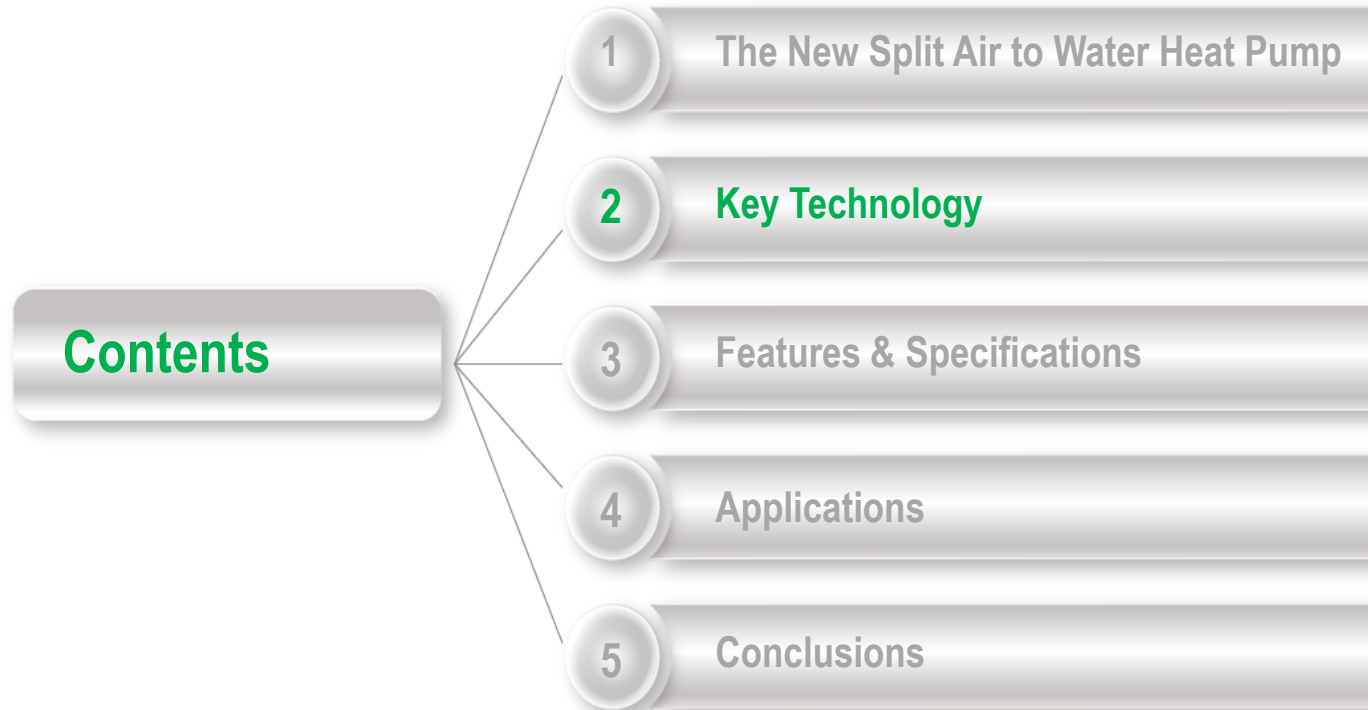 1 The New Split Air to Water Heat Pump
2 Key Technology
Contents
3 Features & Specifications
4 Applications
5 Conclusions